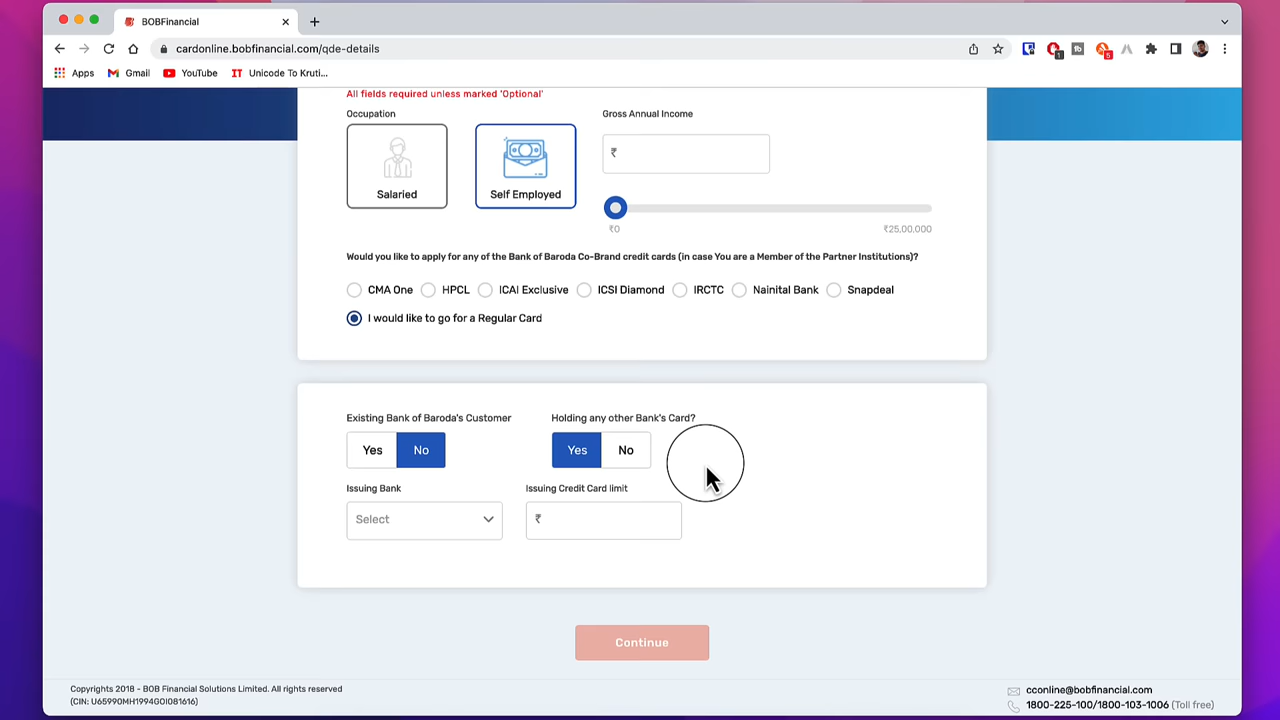 BOBFinancial
cardonline.bobfinancial.com/qde-details
1
5
Apps Gmail YouTube IT Unicode To Kruti...
All fields required unless marked 'Optional'
Occupation Gross Annual Income
₹
Salaried Self Employed
₹0 ₹25,00,000
Would you like to apply for any of the Bank of Baroda Co-Brand credit cards (in case You are a Member of the Partner Institutions)?
CMA One HPCL ICAI Exclusive ICSI Diamond IRCTC Nainital Bank Snapdeal
I would like to go for a Regular Card
Existing Bank of Baroda's Customer Holding any other Bank's Card?
Yes No Yes No
Issuing Bank Issuing Credit Card limit
Select ₹
Continue
Copyrights 2018 - BOB Financial Solutions Limited. All rights reserved
(CIN: U65990MH1994GOI081616)
cconline@bobfinancial.com
1800-225-100/1800-103-1006 (Toll free)